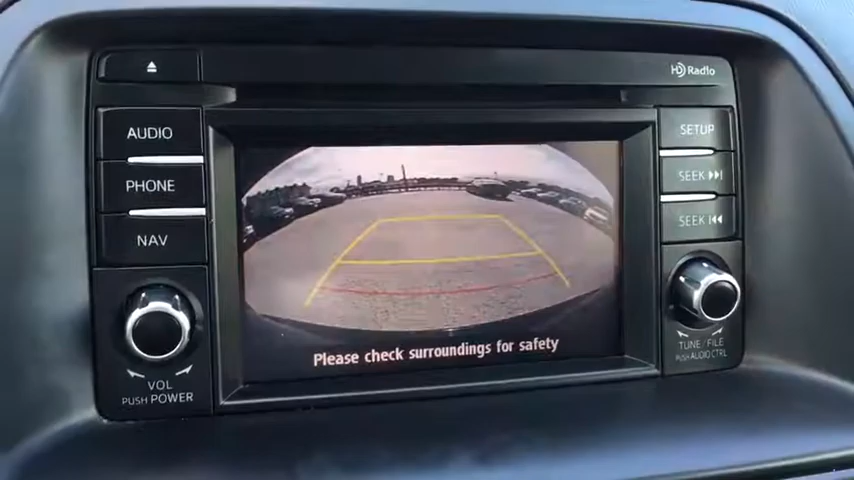 HD Radio
AUDIO
PHONE
NAV
VOL
PUSH POWER
SETUP
SEEK
SEEK
TUNE / FILE
PUSH AUDIO CTRL
Please check surroundings for safety